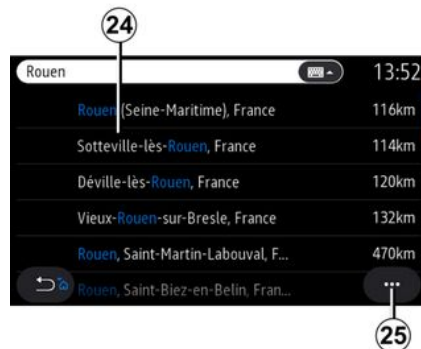 24
Rouen 13:52
Rouen (Seine-Maritime), France 116km
Sotteville-lès-Rouen, France 114km
Déville-lès-Rouen, France 120km
Vieux-Rouen-sur-Bresle, France 132km
Rouen, Saint-Martin-Labouval, F... 470km
Rouen, Saint-Biez-en-Belin, Fran...
25